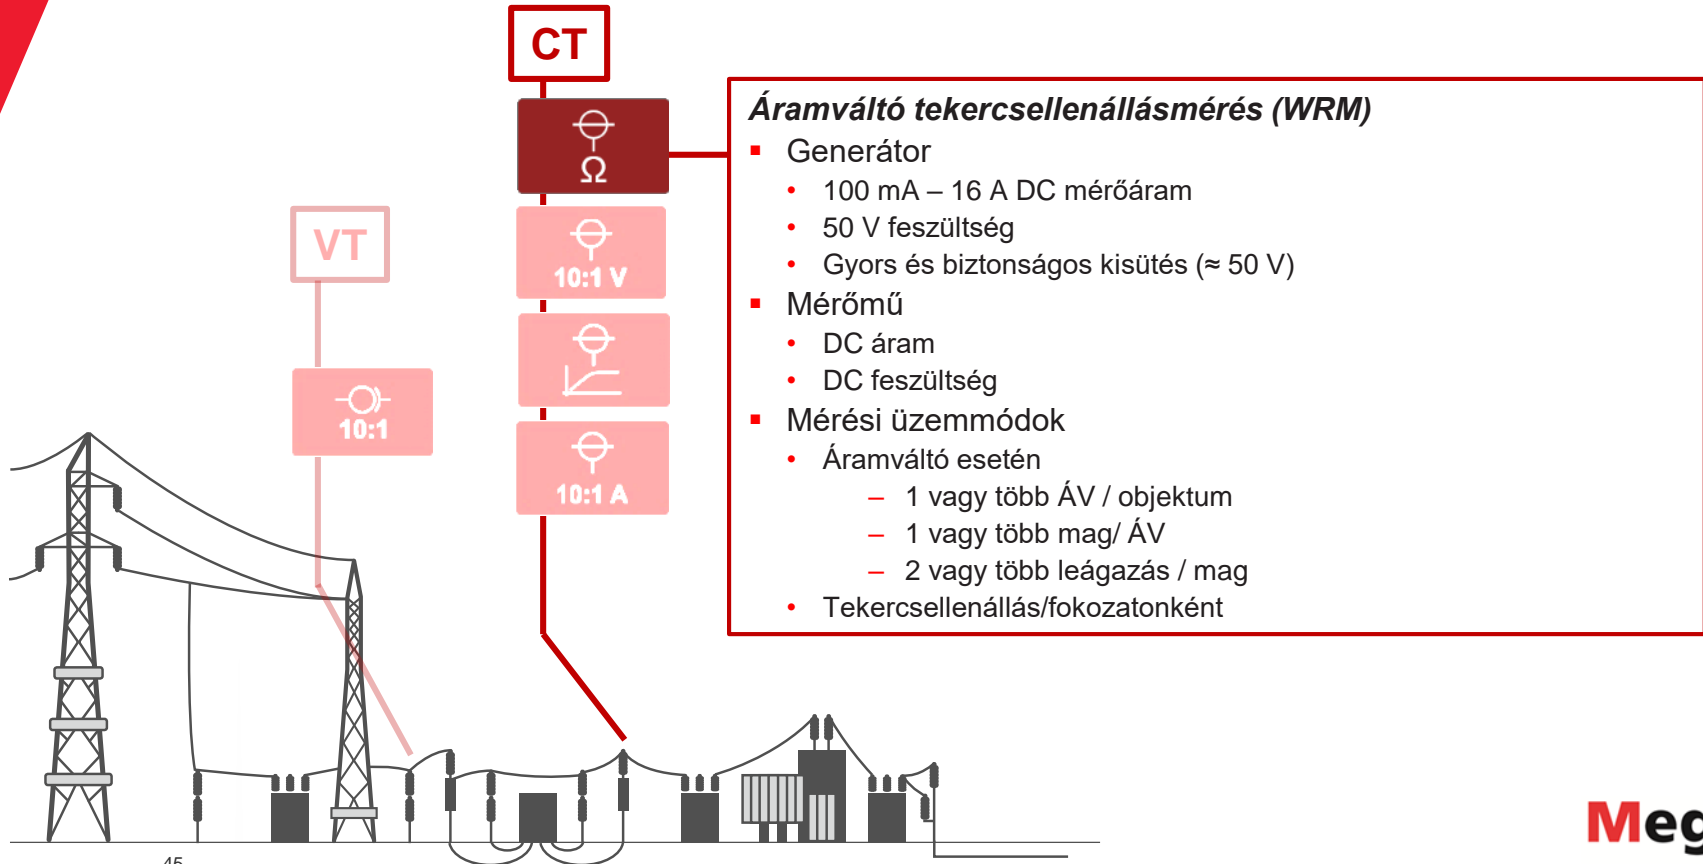 CT
Ω
10:1 V
10:1 A
VT
10:1
Áramváltó tekercsellenállásmérés (WRM)
▪ Generátor
• 100 mA – 16 A DC mérőáram
• 50 V feszültség
• Gyors és biztonságos kisütés (≈ 50 V)
▪ Mérőmű
• DC áram
• DC feszültség
▪ Mérési üzemmódok
• Áramváltó esetén
– 1 vagy több ÁV / objektum
– 1 vagy több mag/ ÁV
– 2 vagy több leágazás / mag
• Tekercsellenállás/fokozatonként
45
Meg